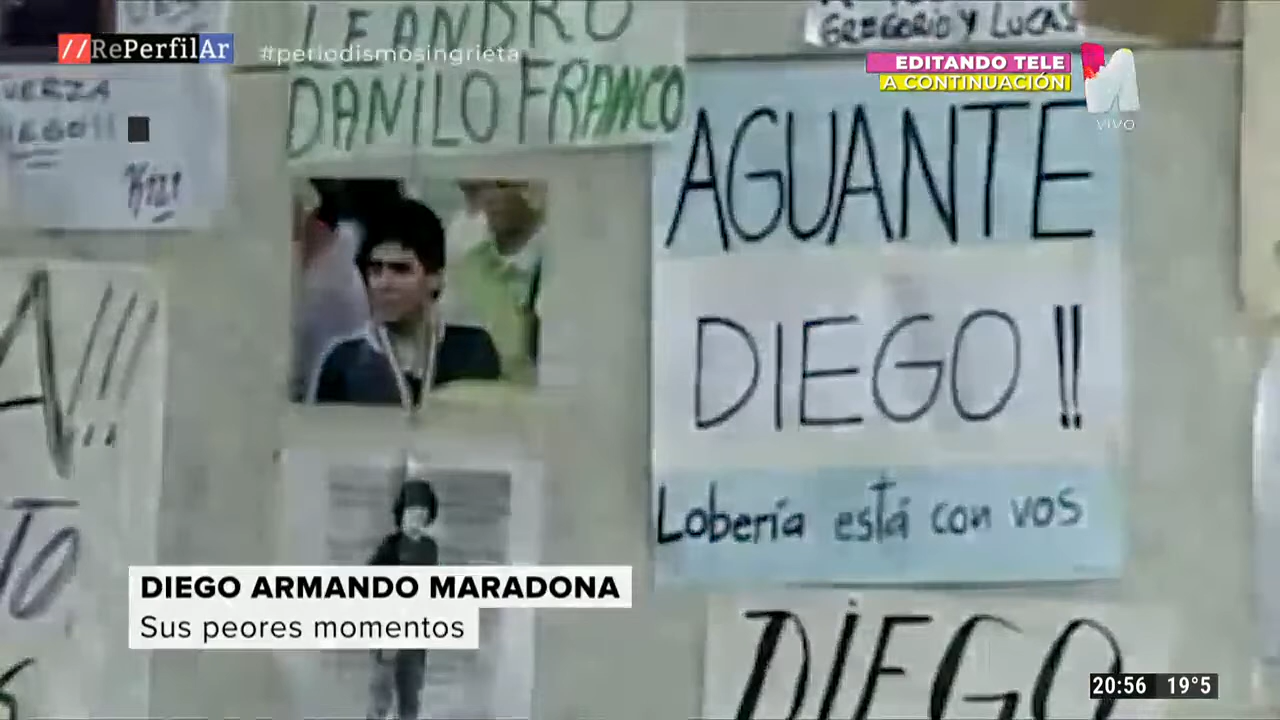 //RePerfilAr
#periodismosingrieta
LEANDRO
DANILO FRANCO
GREGORIO Y LUCAS
EDITANDO TELE
A CONTINUACIÓN
M
VIVO
AGUANTE
DIEGO !!
Lobería está con vos
DIEGO
DIEGO ARMANDO MARADONA
Sus peores momentos
20:56 19°5